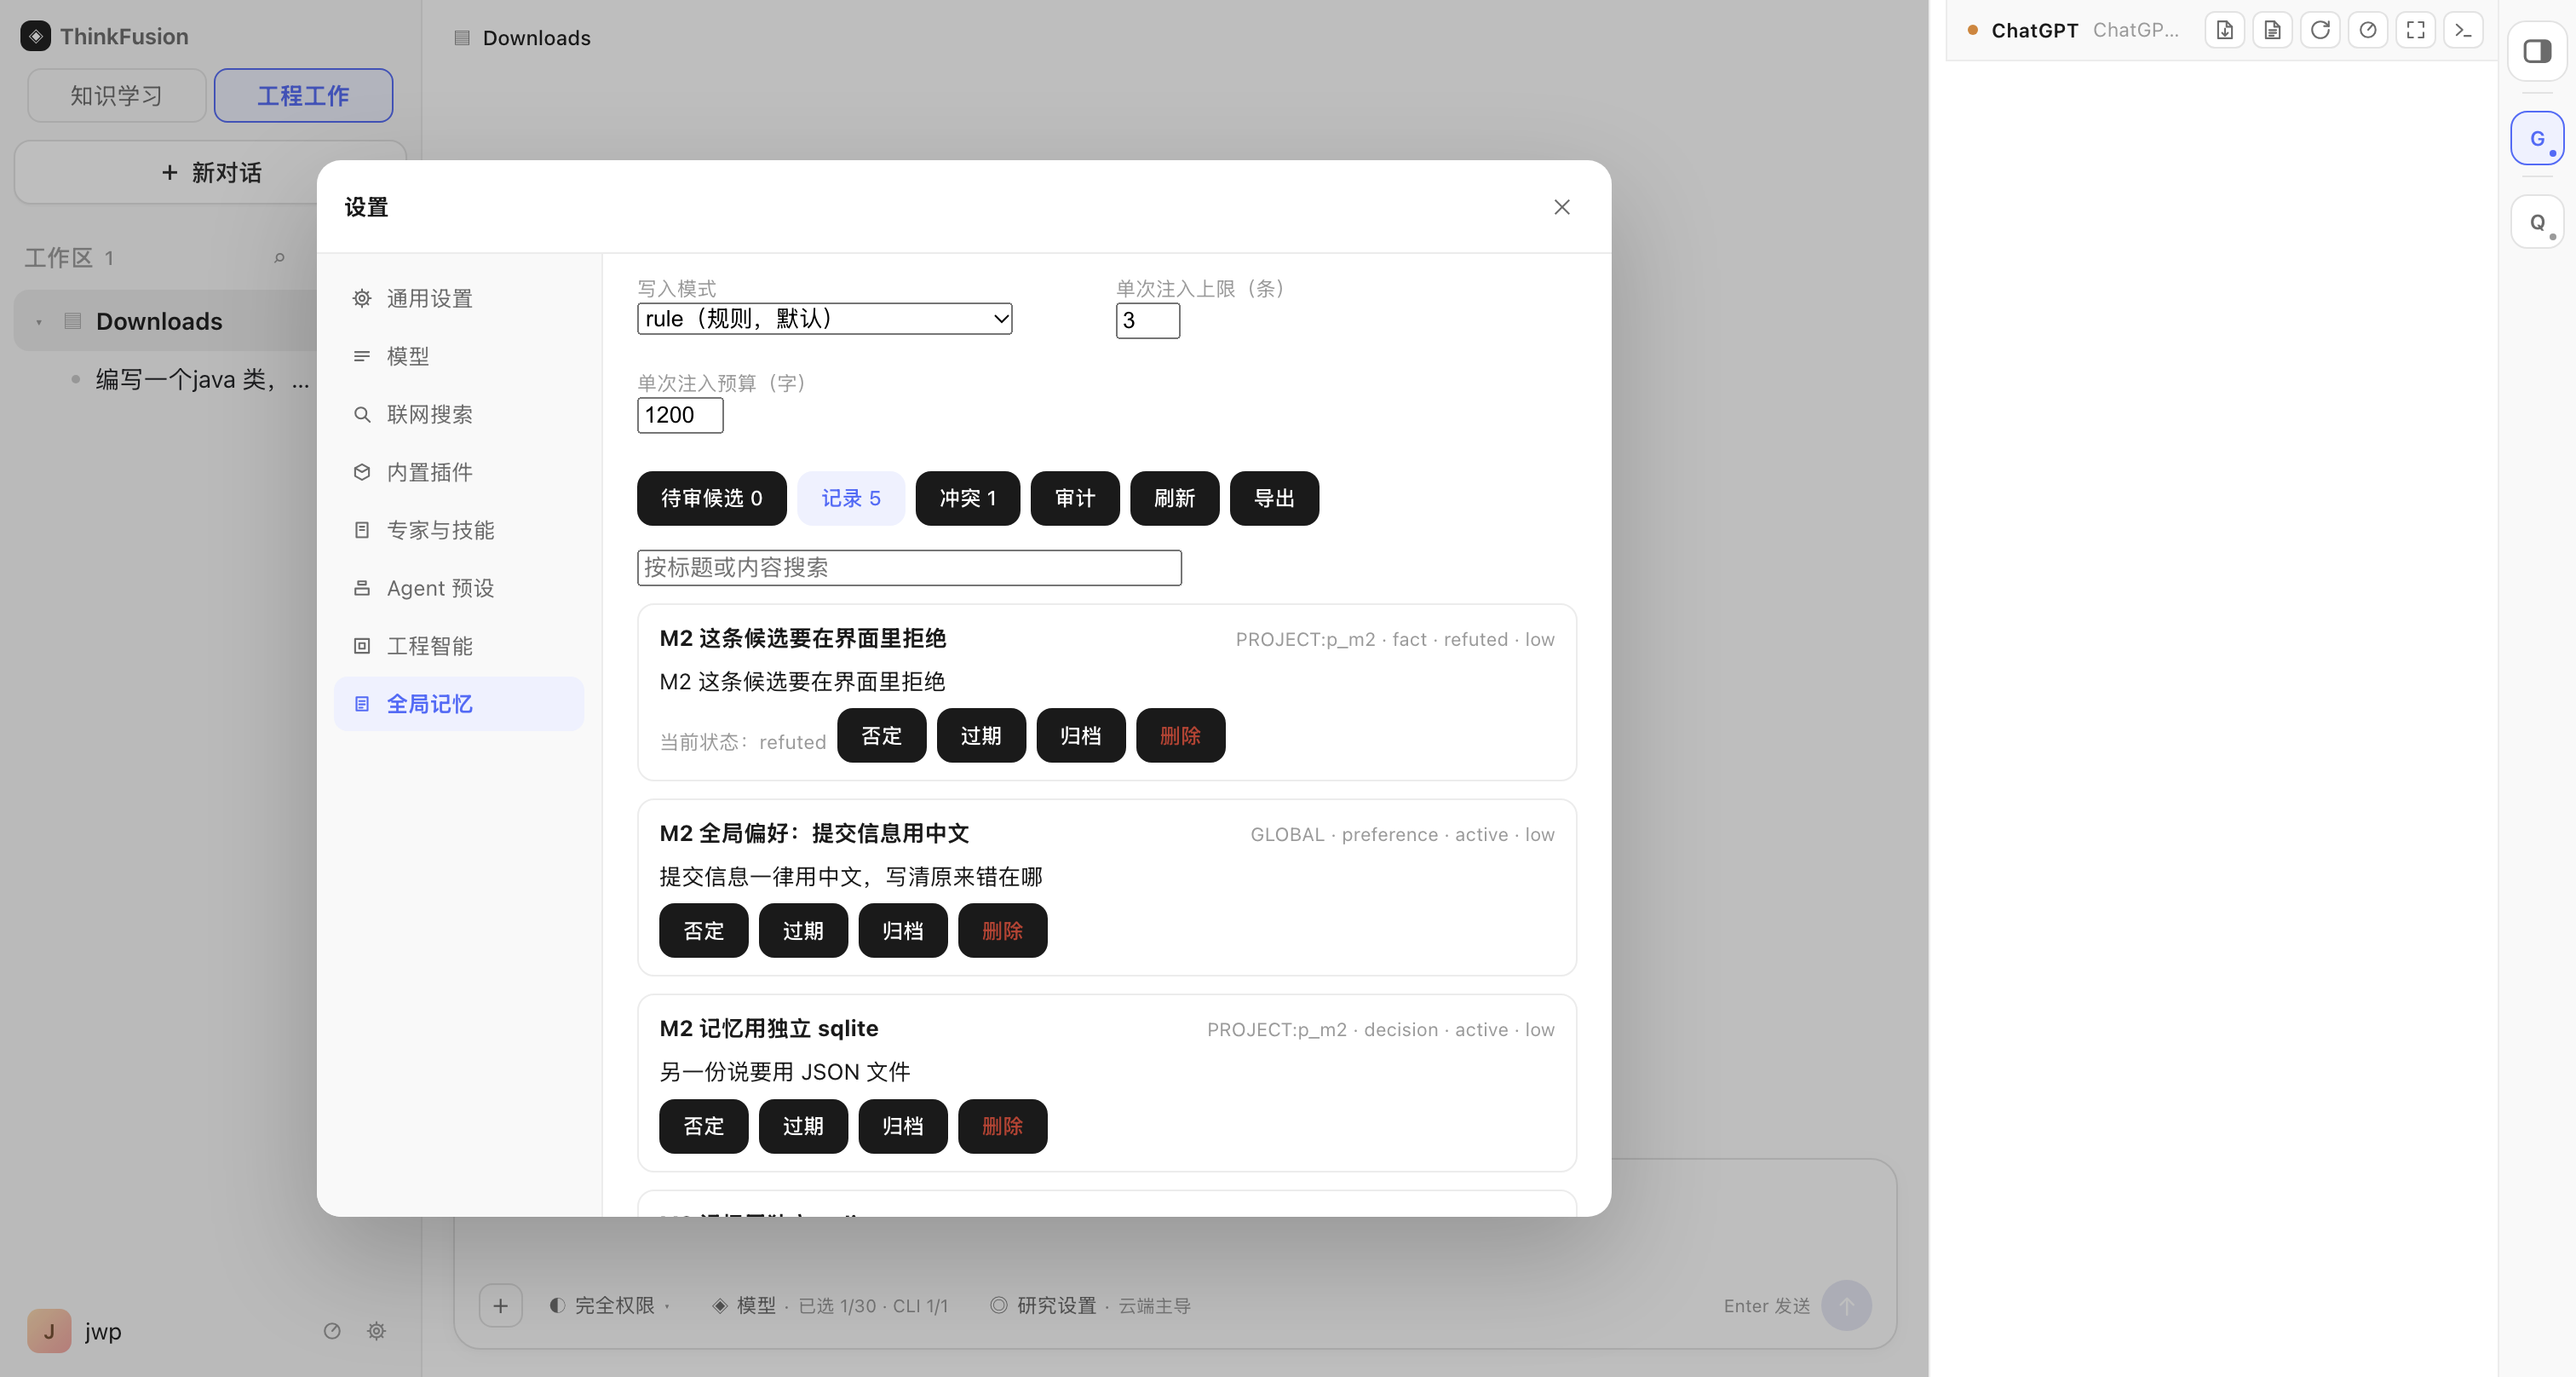 ThinkFusion
知识学习
工程工作
+ 新对话
工作区 1
Downloads
编写一个java 类，...
J jwp
Downloads
设置
通用设置
模型
联网搜索
内置插件
专家与技能
Agent 预设
工程智能
全局记忆
写入模式
rule（规则，默认）
单次注入上限（条）
3
单次注入预算（字）
1200
待审候选 0
记录 5
冲突 1
审计
刷新
导出
按标题或内容搜索
M2 这条候选要在界面里拒绝
PROJECT:p_m2 · fact · refuted · low
M2 这条候选要在界面里拒绝
当前状态：refuted
否定
过期
归档
删除
M2 全局偏好：提交信息用中文
GLOBAL · preference · active · low
提交信息一律用中文，写清原来错在哪
否定
过期
归档
删除
M2 记忆用独立 sqlite
PROJECT:p_m2 · decision · active · low
另一份说要用 JSON 文件
否定
过期
归档
删除
完全权限
模型 · 已选 1/30 · CLI 1/1
研究设置 · 云端主导
Enter 发送
ChatGPT ChatGP...
G
Q